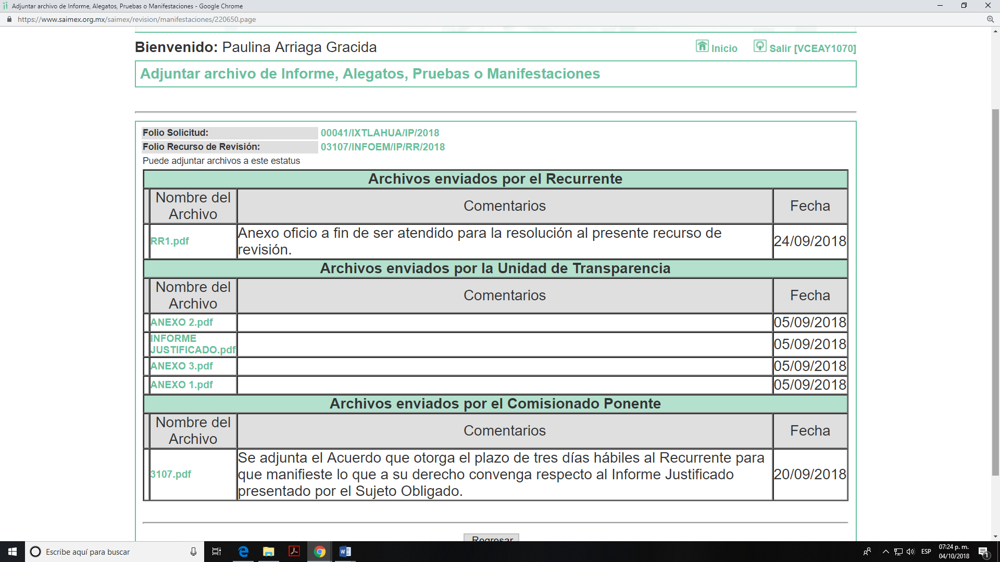 Adjuntar archivo de Informe, Alegatos, Pruebas o Manifestaciones - Google Chrome
https://www.saimex.org.mx/saimex/revision/manifestaciones/220650.page
Bienvenido: Paulina Arriaga Gracida
Inicio
Salir [VCEAY1070]
Adjuntar archivo de Informe, Alegatos, Pruebas o Manifestaciones
Folio Solicitud: 00041/IXTLAHUA/IP/2018
Folio Recurso de Revisión: 03107/INFOEM/IP/RR/2018
Puede adjuntar archivos a este estatus
Archivos enviados por el Recurrente
Nombre del
Archivo
Comentarios
Fecha
RR1.pdf
Anexo oficio a fin de ser atendido para la resolución al presente recurso de
revisión.
24/09/2018
Archivos enviados por la Unidad de Transparencia
Nombre del
Archivo
Comentarios
Fecha
ANEXO 2.pdf
05/09/2018
INFORME
JUSTIFICADO.pdf
05/09/2018
ANEXO 3.pdf
05/09/2018
ANEXO 1.pdf
05/09/2018
Archivos enviados por el Comisionado Ponente
Nombre del
Archivo
Comentarios
Fecha
3107.pdf
Se adjunta el Acuerdo que otorga el plazo de tres días hábiles al Recurrente para
que manifieste lo que a su derecho convenga respecto al Informe Justificado
presentado por el Sujeto Obligado.
20/09/2018
Regresar
Escribe aquí para buscar
ESP
07:24 p. m.
04/10/2018
1